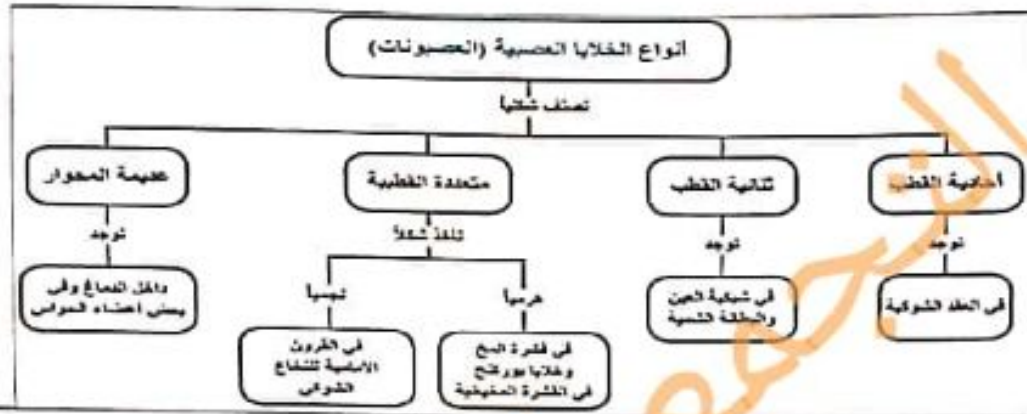 أنواع الخلايا العصبية (العصبونات)
تصنف شكلياً
أحادية القطب
ثنائية القطب
متعددة القطبية
عديمة المحوار
توجد
توجد
تأخذ شكلاً
توجد
في العقد الشوكية
في شبكية العين
والبطانة الشمية
هرمياً
نجمياً
داخل الدماغ وفي
بعض أعضاء الحواس
في قشرة المخ
وخلايا بوركنج
في القشرة المخيخية
في القرون
الأمامية للنخاع
الشوكي